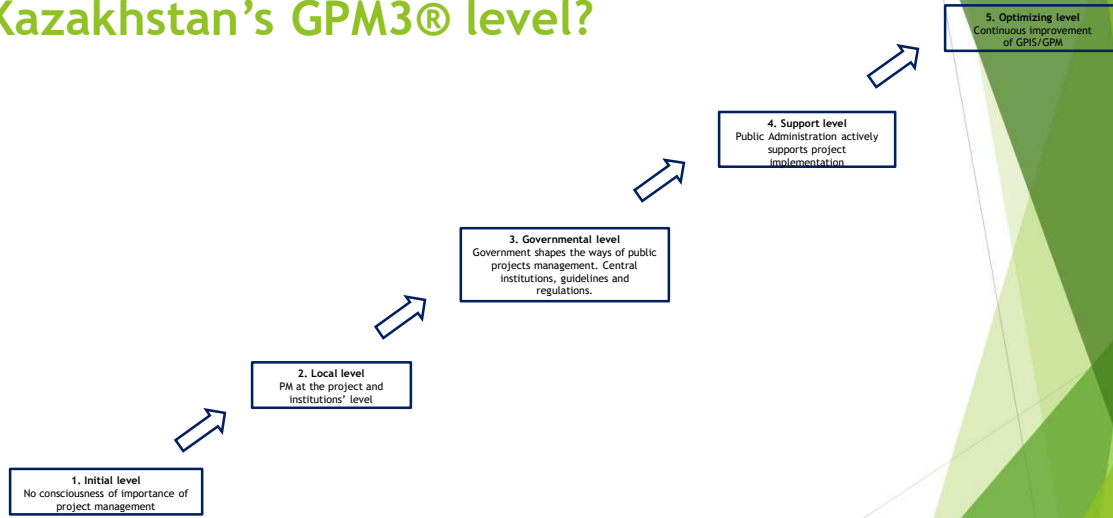 Kazakhstan's GPM3® level?
5. Optimizing level
Continuous improvement
of GPIS/GPM
4. Support level
Public Administration actively
supports project
implementation
3. Governmental level
Government shapes the ways of public
projects management. Central
institutions, guidelines and
regulations.
2. Local level
PM at the project and
institutions' level
1. Initial level
No consciousness of importance of
project management